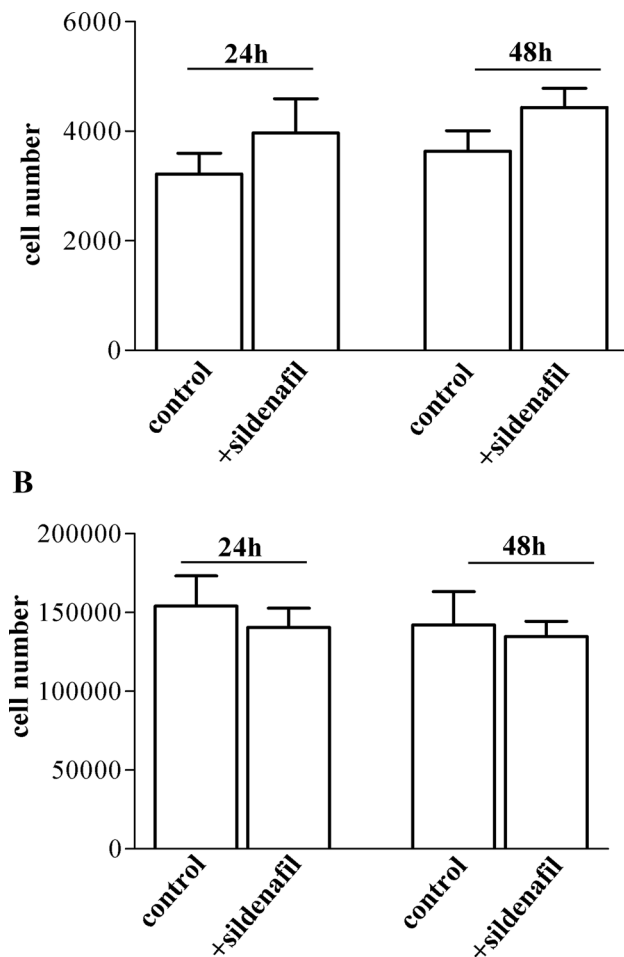 6000
24h
48h
4000
cell number
2000
0
control
+sildenafil
control
+sildenafil
B
200000
24h
48h
150000
cell number
100000
50000
0
control
+sildenafil
control
+sildenafil